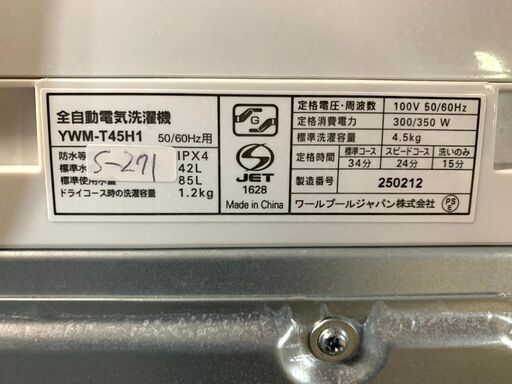 全自動電気洗濯機
YWM-T45H1 50/60Hz用
防水等 IPX4
標準水 42L
標準使用水量 85L
ドライコース時の洗濯容量 1.2kg
S-271
G
JET
1628
Made in China
定格電圧・周波数 100V 50/60Hz
定格消費電力 300/350 W
標準洗濯容量 4.5kg
定格時間 標準コース 34分 スピードコース 24分 洗いのみ 15分
製造番号 250212
ワールプールジャパン株式会社
PS
E